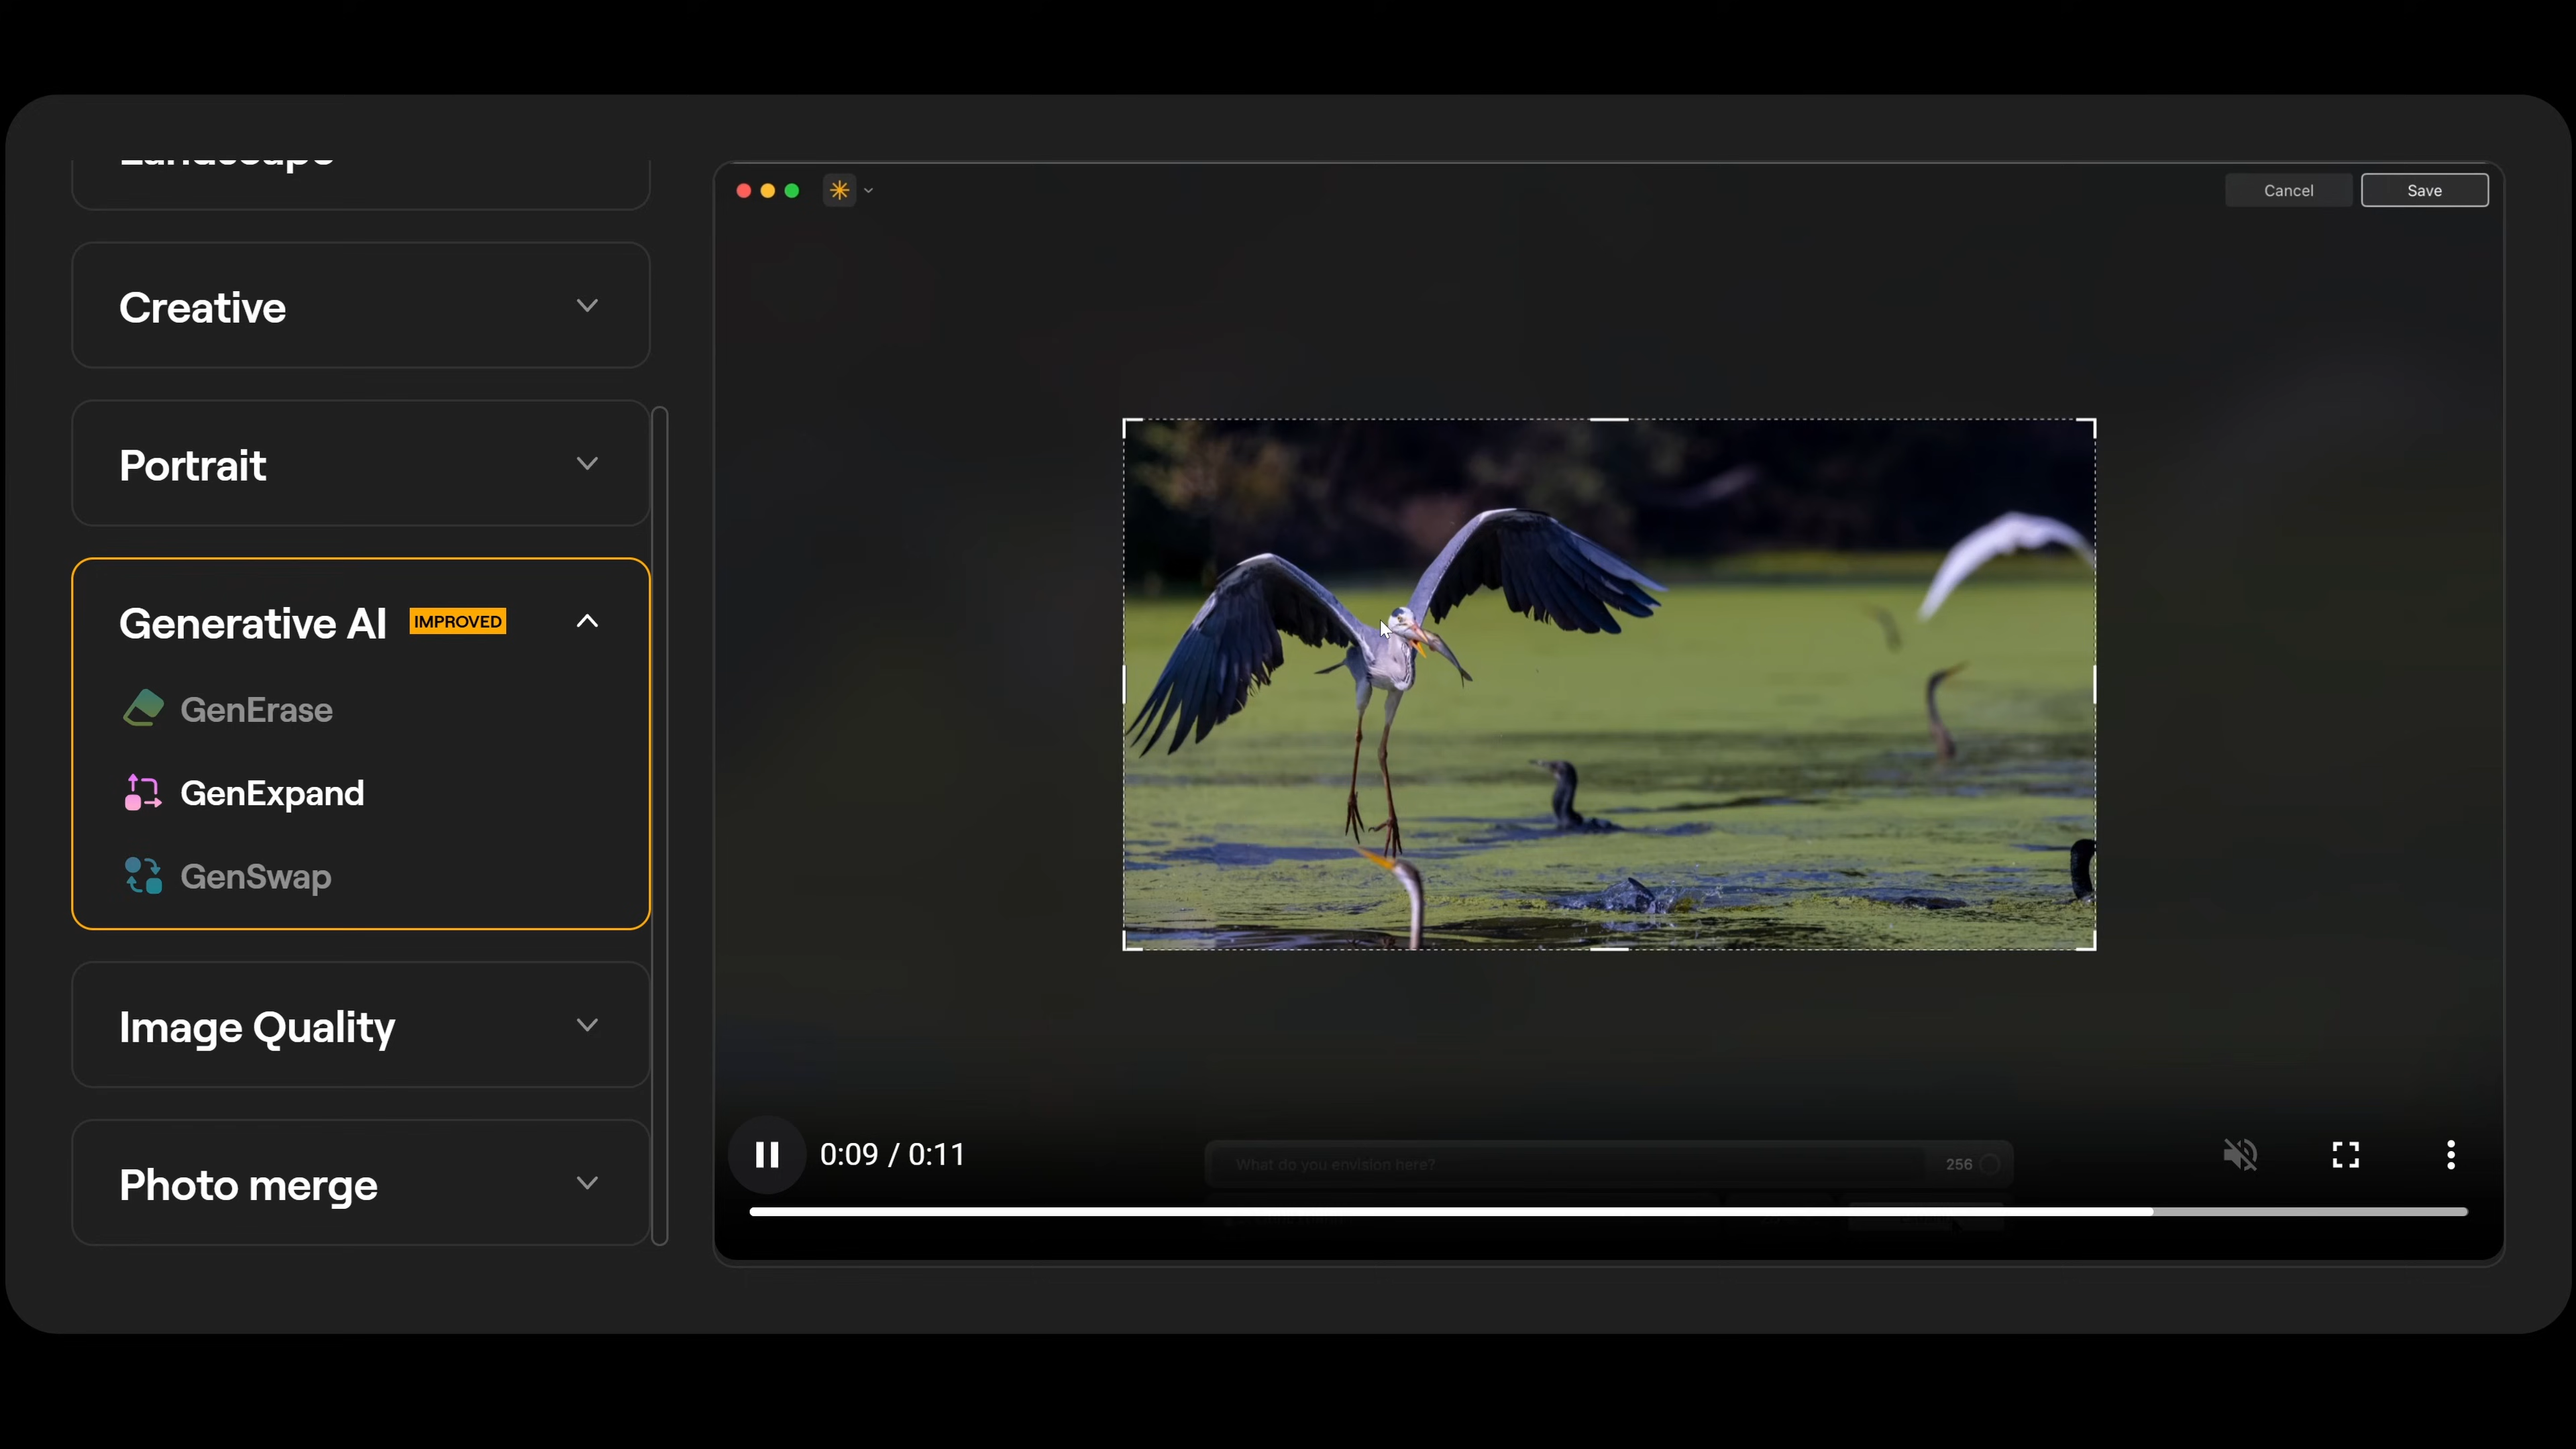 Landscape
Creative
Portrait
Generative AI IMPROVED
GenErase
GenExpand
GenSwap
Image Quality
Photo merge
Cancel
Save
What do you envision here?
256
0:09 / 0:11